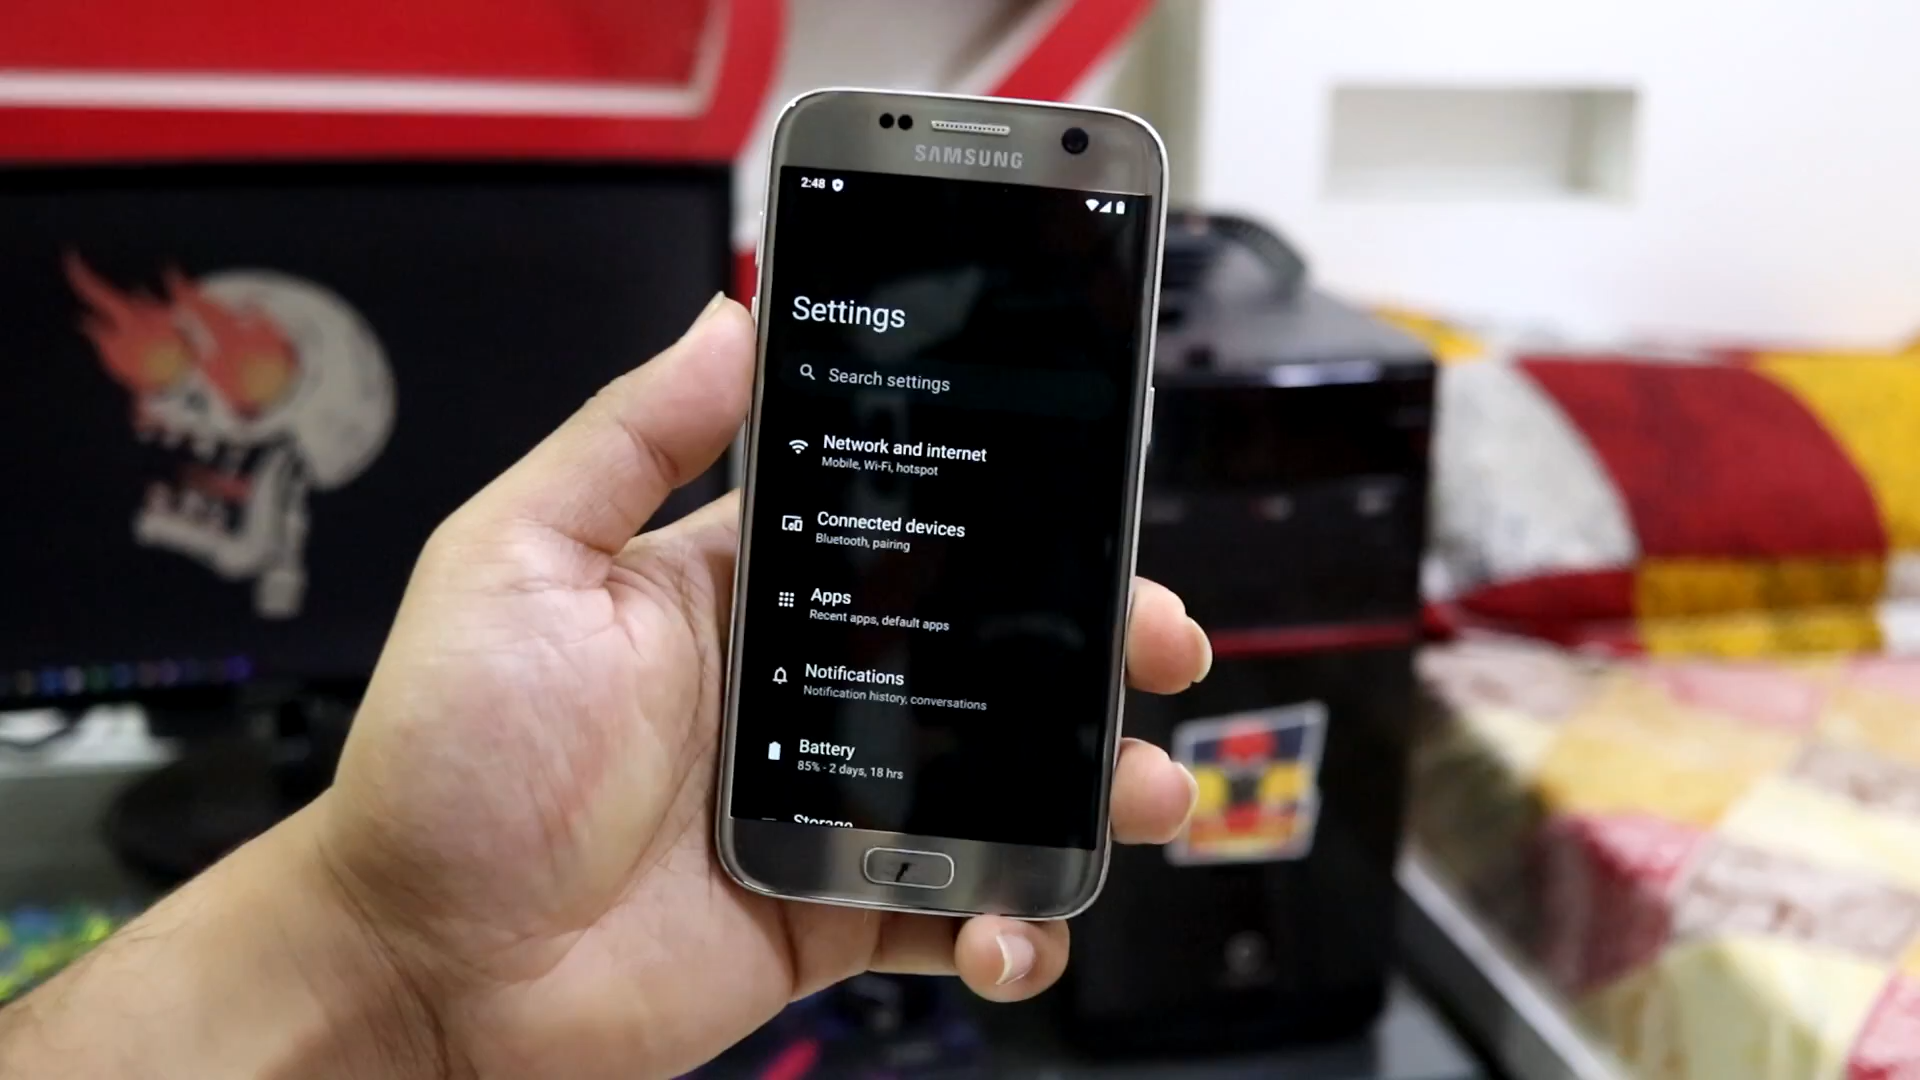 SAMSUNG
2:48
Settings
Search settings
Network and internet
Mobile, Wi-Fi, hotspot
Connected devices
Bluetooth, pairing
Apps
Recent apps, default apps
Notifications
Notification history, conversations
Battery
85% - 2 days, 18 hrs
Storage